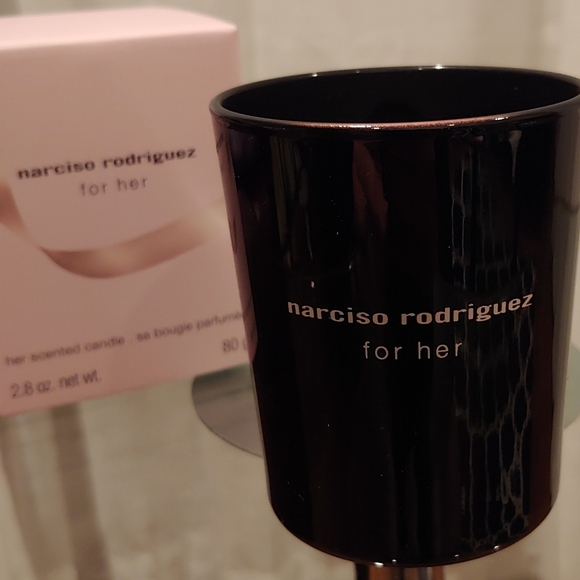 narciso rodriguez
for her
her scented candle . sa bougie parfumée
80 g
2.8 oz. net wt.
narciso rodriguez
for her